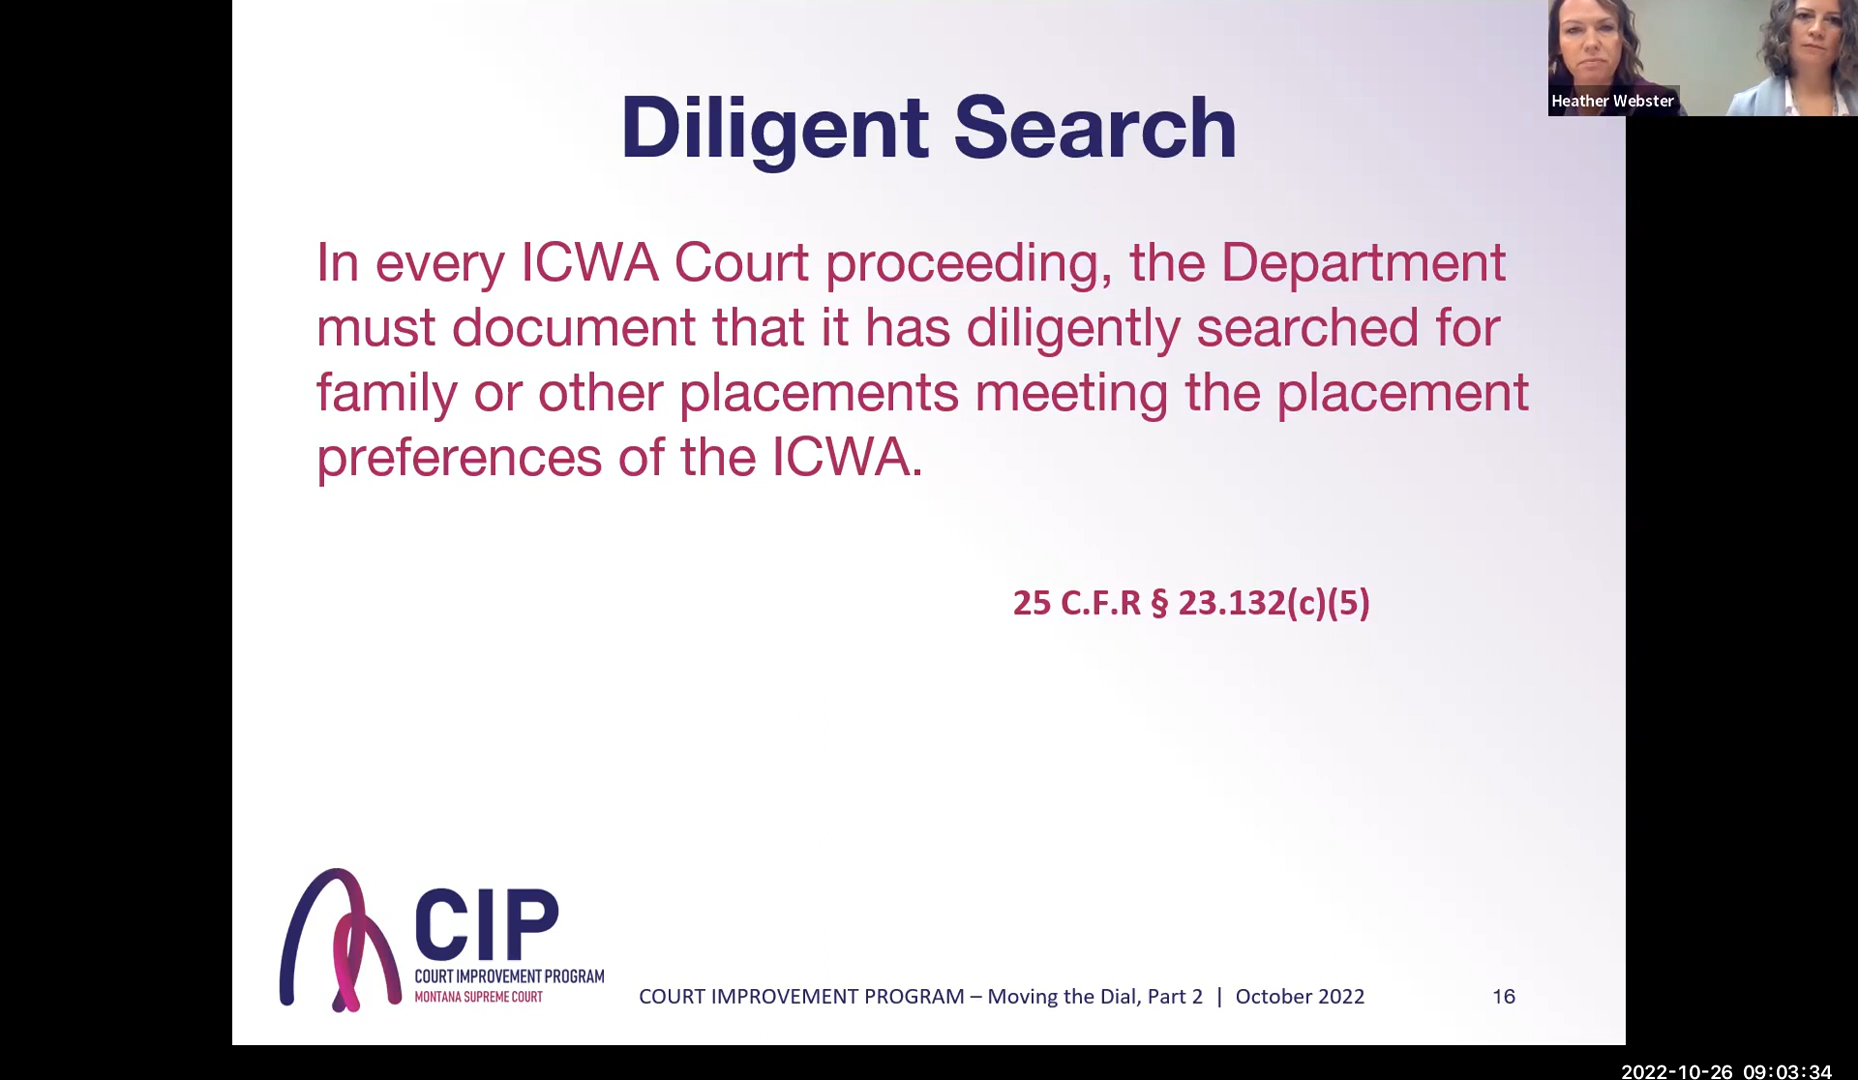 Heather Webster
Diligent Search
In every ICWA Court proceeding, the Department
must document that it has diligently searched for
family or other placements meeting the placement
preferences of the ICWA.
25 C.F.R § 23.132(c)(5)
CIP
COURT IMPROVEMENT PROGRAM
MONTANA SUPREME COURT
COURT IMPROVEMENT PROGRAM – Moving the Dial, Part 2 | October 2022
16
2022-10-26 09:03:34